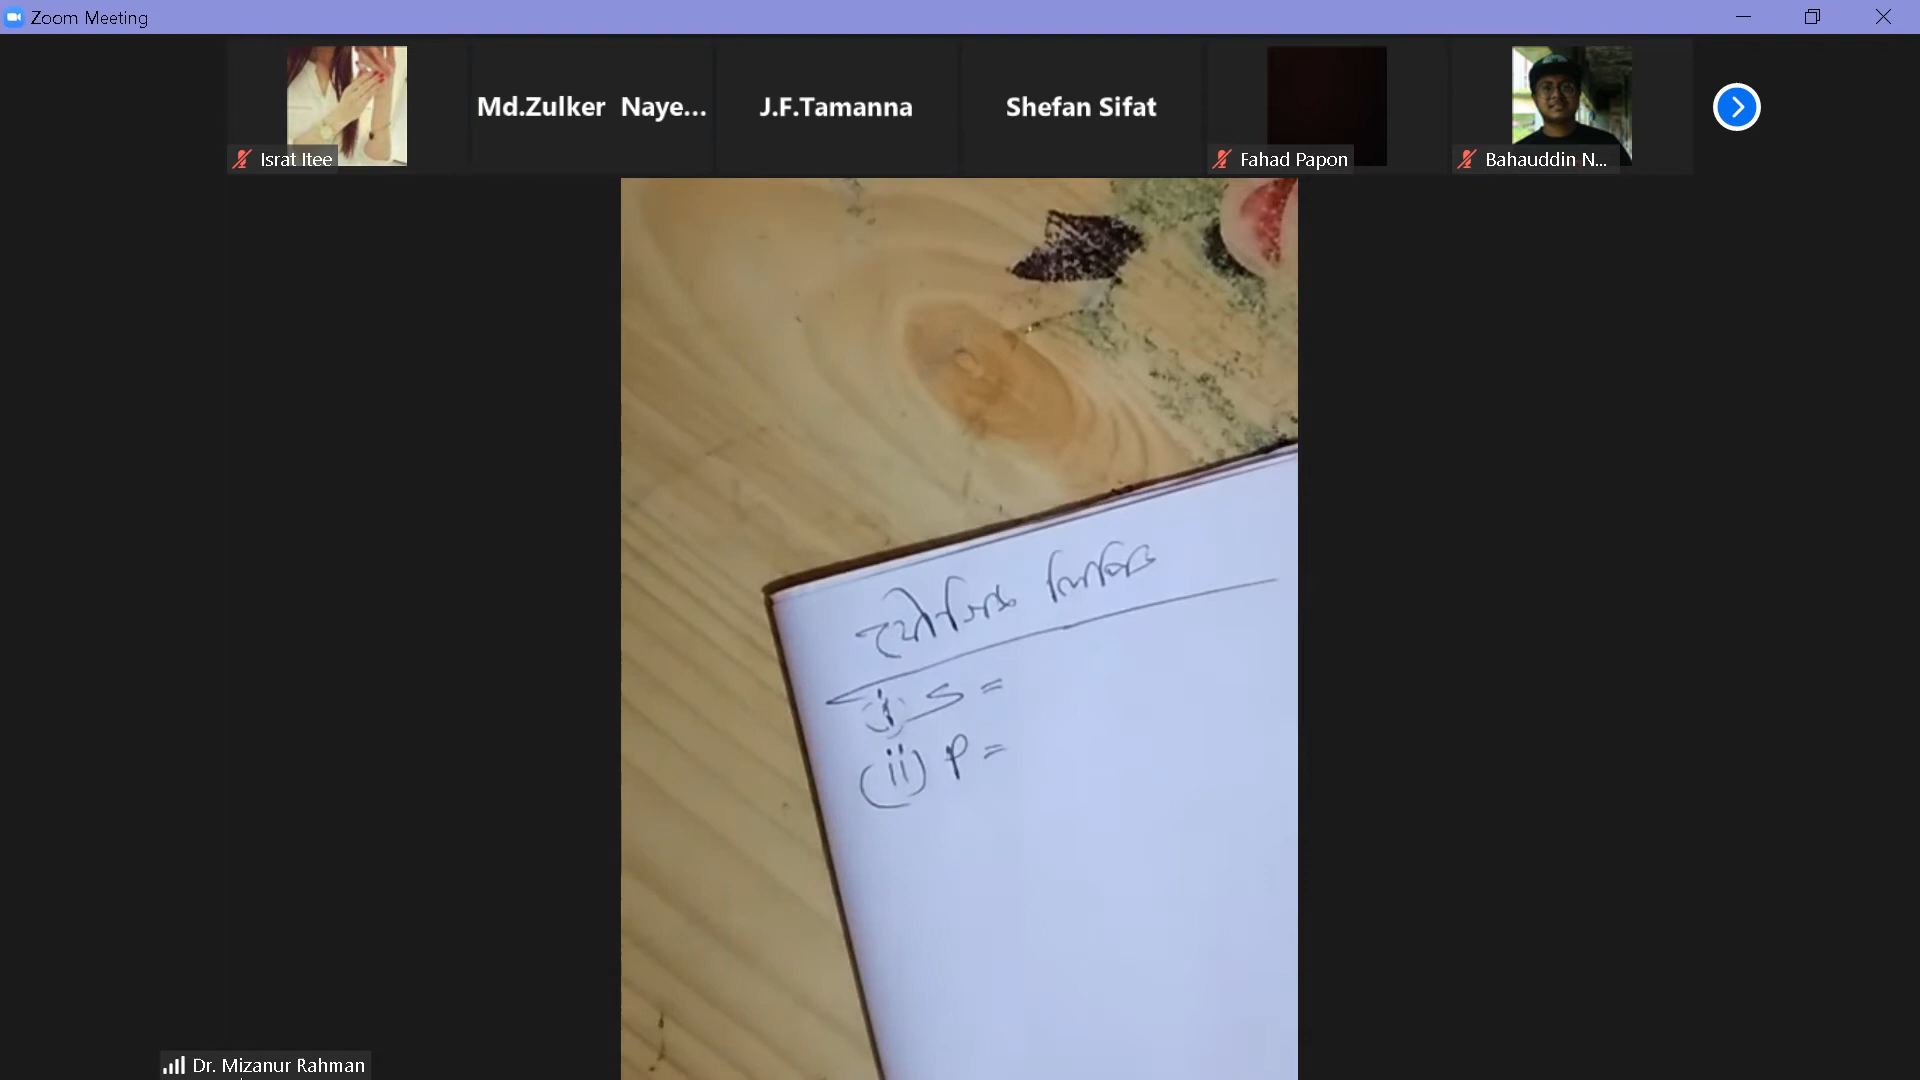 Zoom Meeting
Israt Itee
Md.Zulker Naye...
J.F.Tamanna
Shefan Sifat
Fahad Papon
Bahauddin N...
যৌগিক
(i) S =
(ii) P =
Dr. Mizanur Rahman